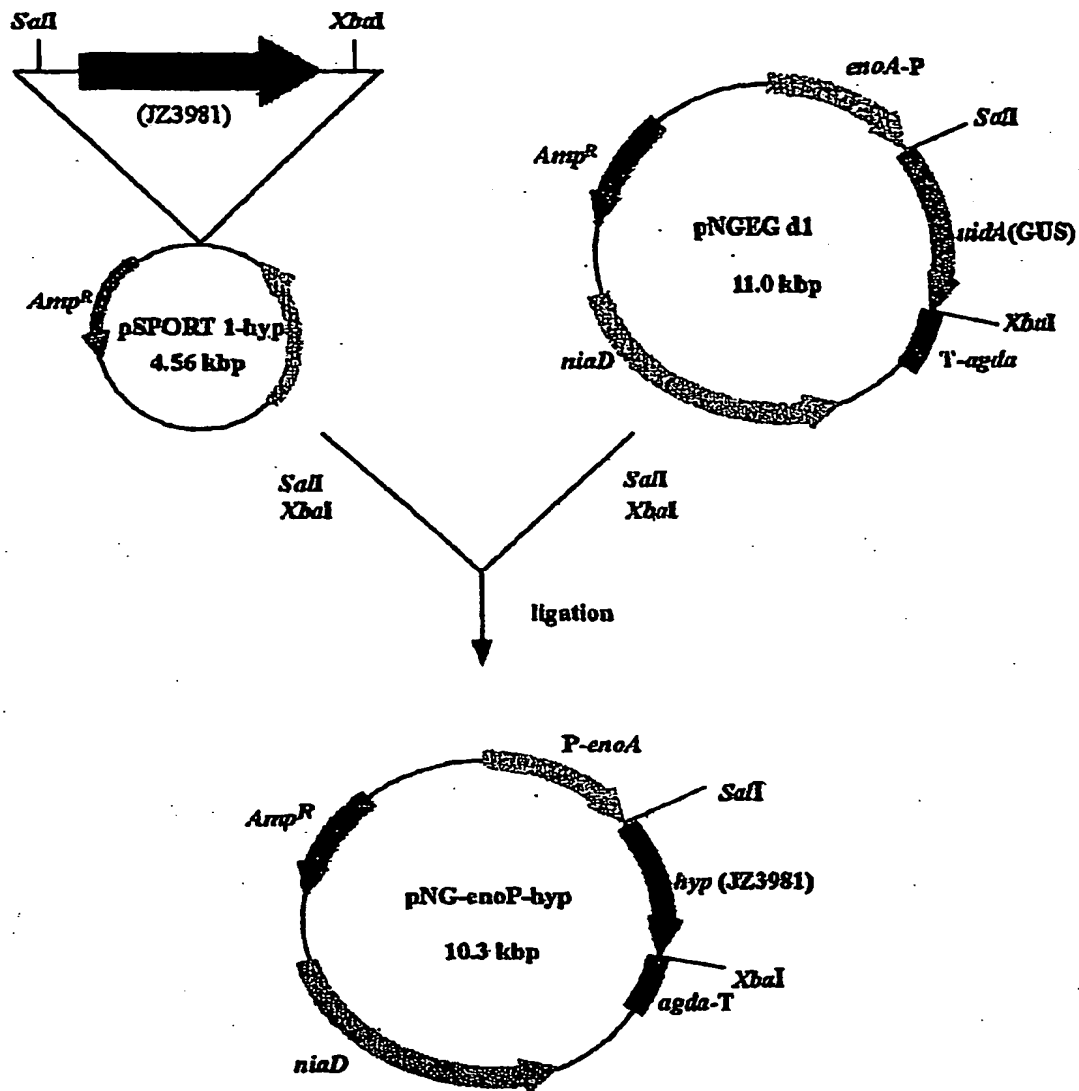 SalI
XbaI
(JZ3981)
AmpR
pSPORT 1-hyp
4.56 kbp
enoA-P
SalI
AmpR
pNGEG d1
11.0 kbp
uidA(GUS)
XbaI
T-agda
niaD
SalI
XbaI
SalI
XbaI
ligation
P-enoA
SalI
AmpR
hyp (JZ3981)
pNG-enoP-hyp
10.3 kbp
XbaI
agda-T
niaD